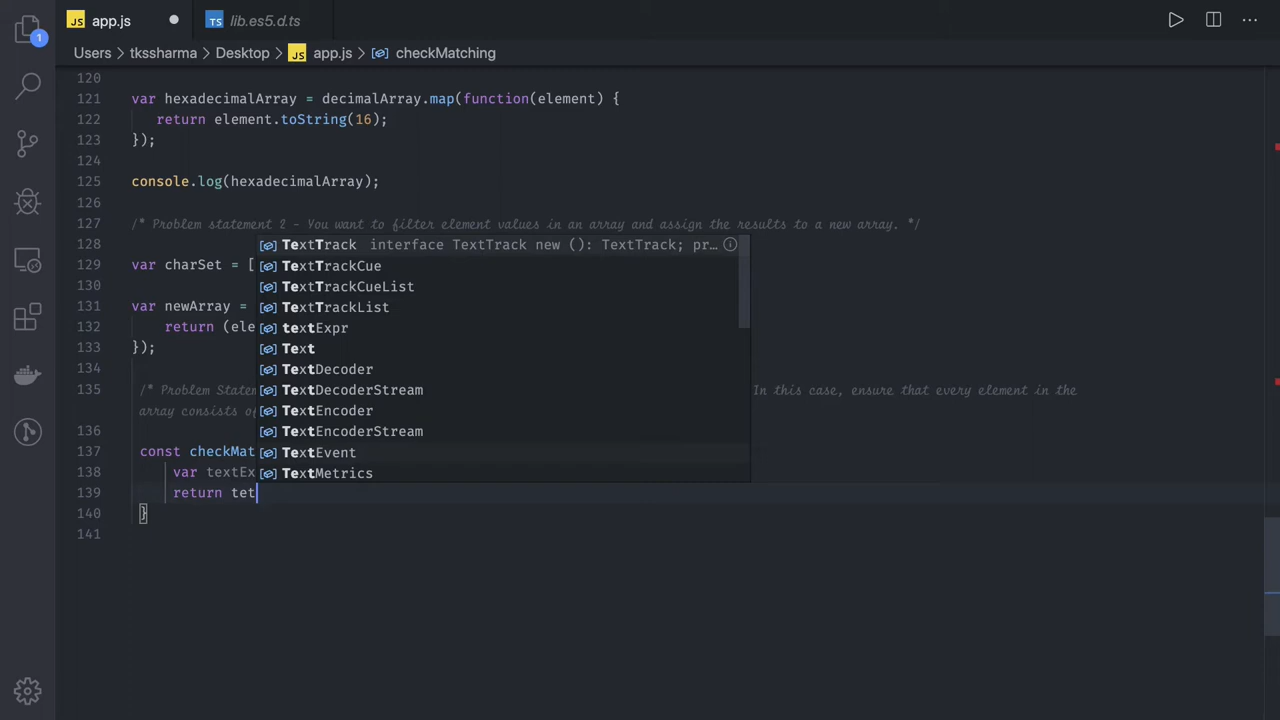 JS app.js TS lib.es5.d.ts
1
Users > tkssharma > Desktop > JS app.js > checkMatching
120
121 var hexadecimalArray = decimalArray.map(function(element) {
122 return element.toString(16);
123 });
124
125 console.log(hexadecimalArray);
126
127 /* Problem statement 2 - You want to filter element values in an array and assign the results to a new array. */
128 TextTrack interface TextTrack new (): TextTrack; pr…
129 var charSet = [ TextTrackCue
130 TextTrackCueList
131 var newArray = TextTrackList
132 return (ele textExpr
133 }); Text
134 TextDecoder
135 /* Problem Statem TextDecoderStream In this case, ensure that every element in the
array consists of TextEncoder
136 TextEncoderStream
137 const checkMat TextEvent
138 var textEx TextMetrics
139 return tet
140 }
141